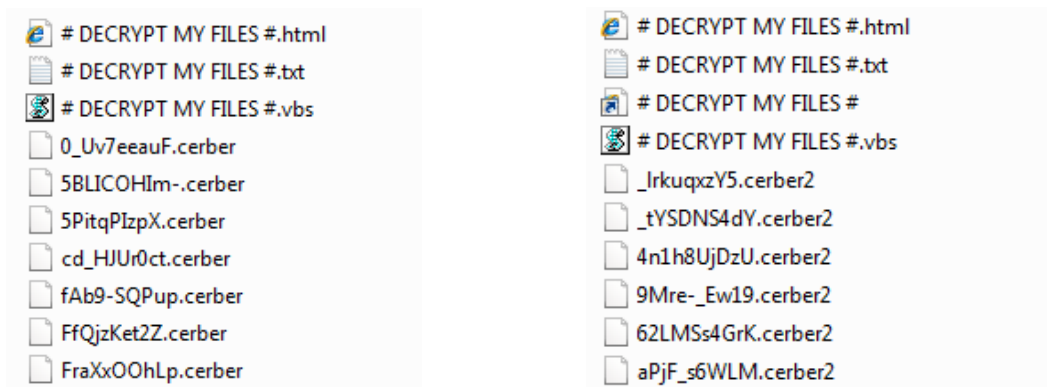 # DECRYPT MY FILES #.html
# DECRYPT MY FILES #.txt
# DECRYPT MY FILES #.vbs
0_Uv7eeauF.cerber
5BLICOHIm-.cerber
5PitqPIzpX.cerber
cd_HJUr0ct.cerber
fAb9-SQPup.cerber
FfQjzKet2Z.cerber
FraXxOOhLp.cerber
# DECRYPT MY FILES #.html
# DECRYPT MY FILES #.txt
# DECRYPT MY FILES #
# DECRYPT MY FILES #.vbs
_IrkuqxzY5.cerber2
_tYSDNS4dY.cerber2
4n1h8UjDzU.cerber2
9Mre-_Ew19.cerber2
62LMSs4GrK.cerber2
aPjF_s6WLM.cerber2